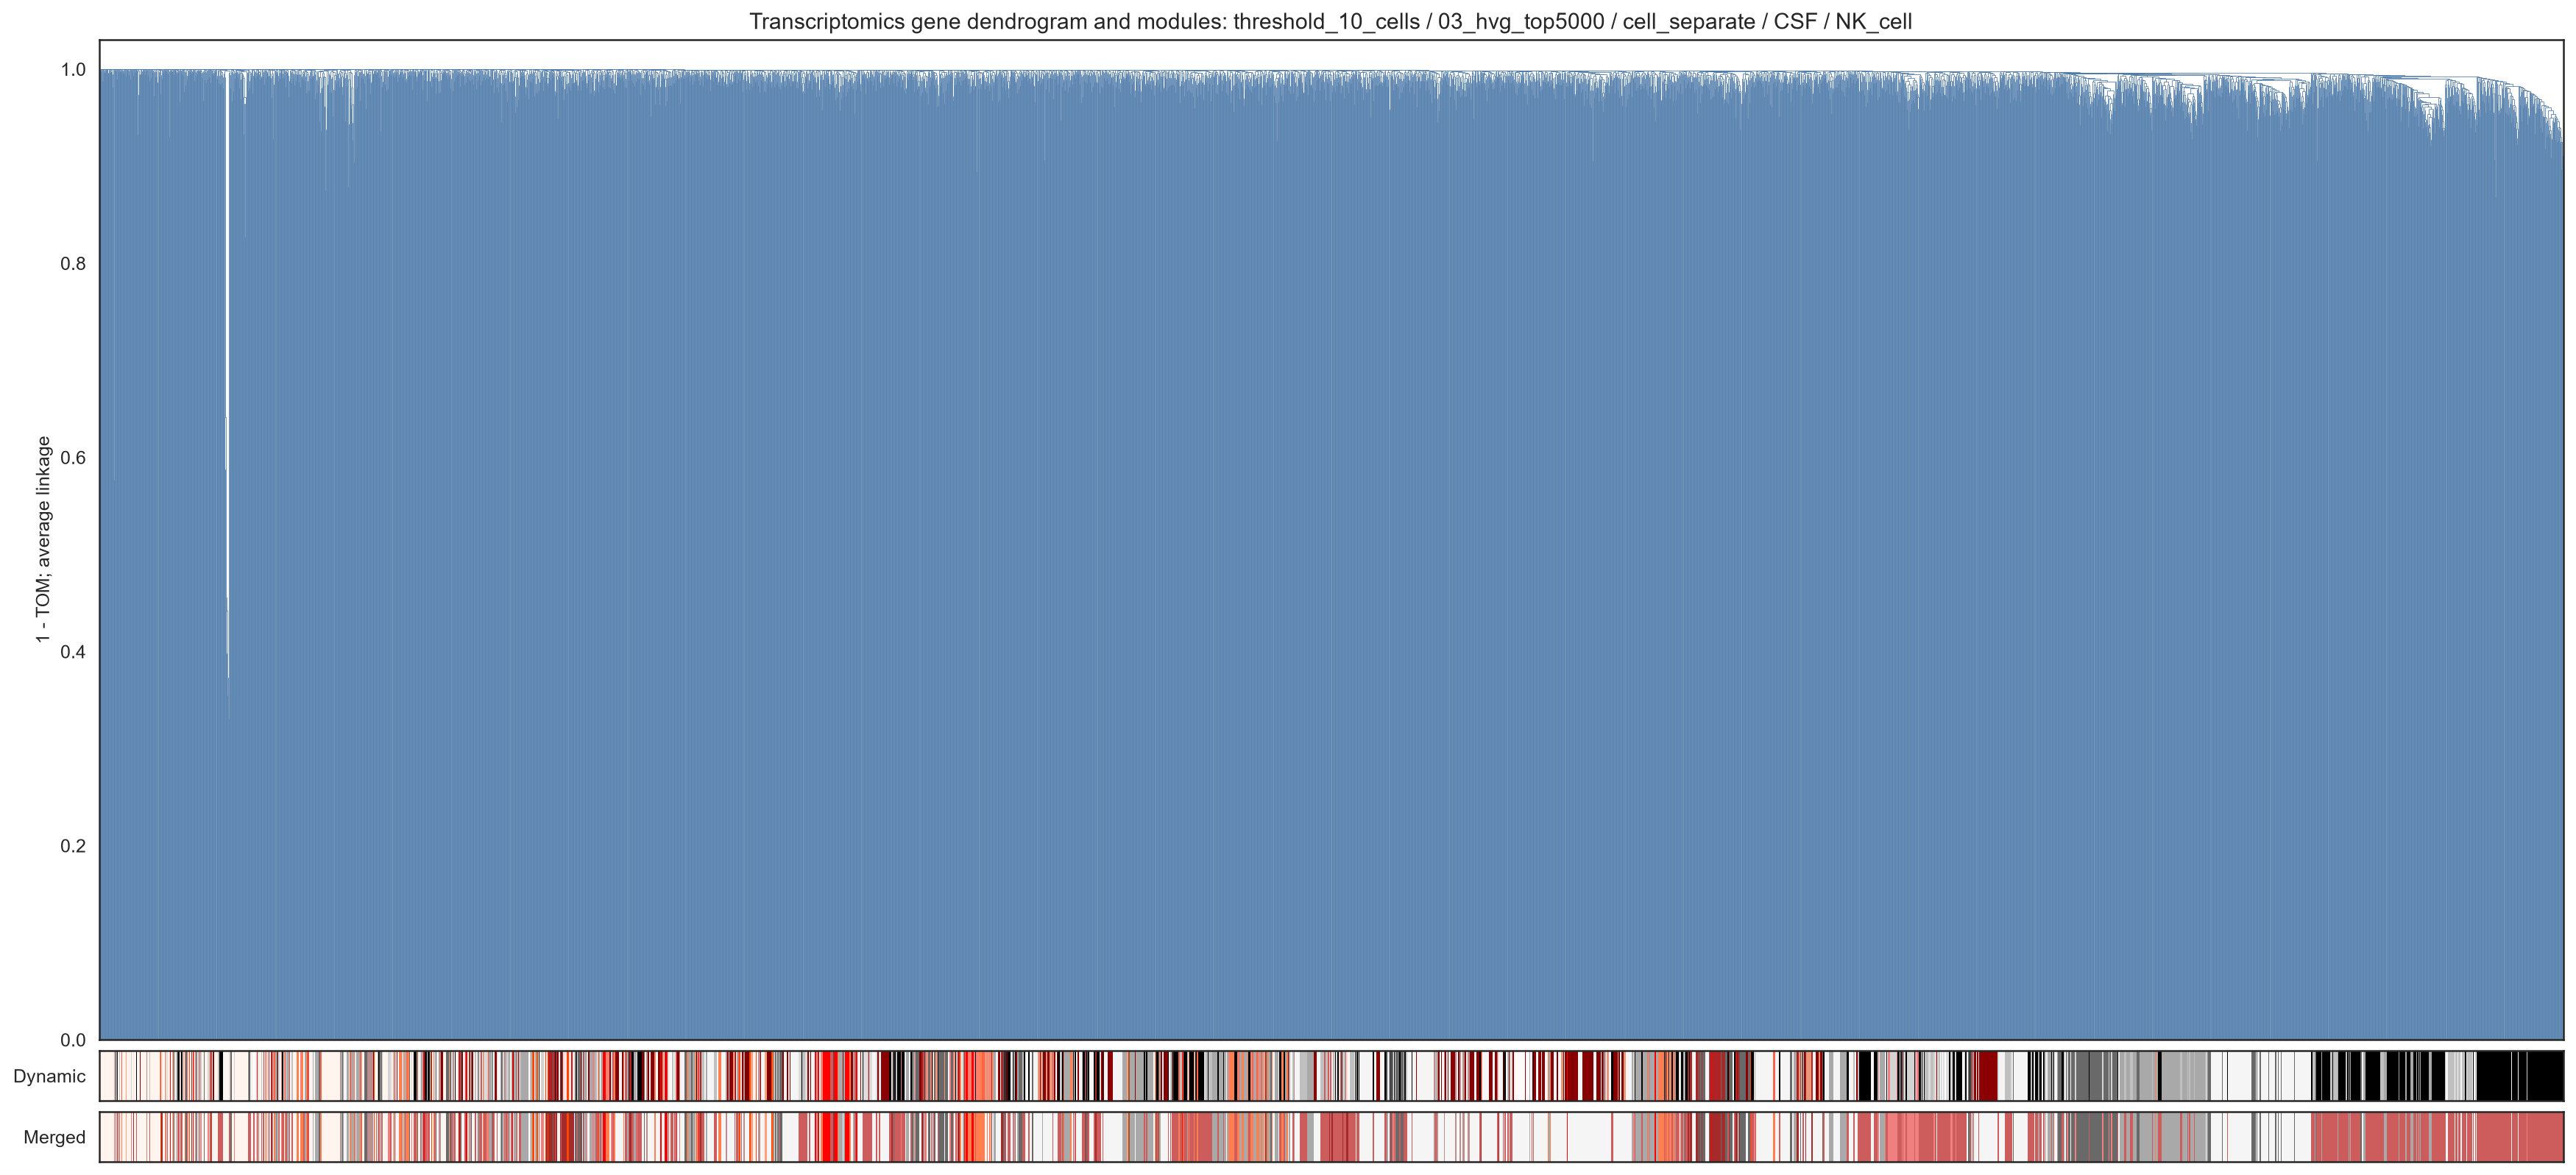 Transcriptomics gene dendrogram and modules: threshold_10_cells / 03_hvg_top5000 / cell_separate / CSF / NK_cell
1.0
0.8
0.6
0.4
0.2
0.0
1 - TOM; average linkage
Dynamic
Merged